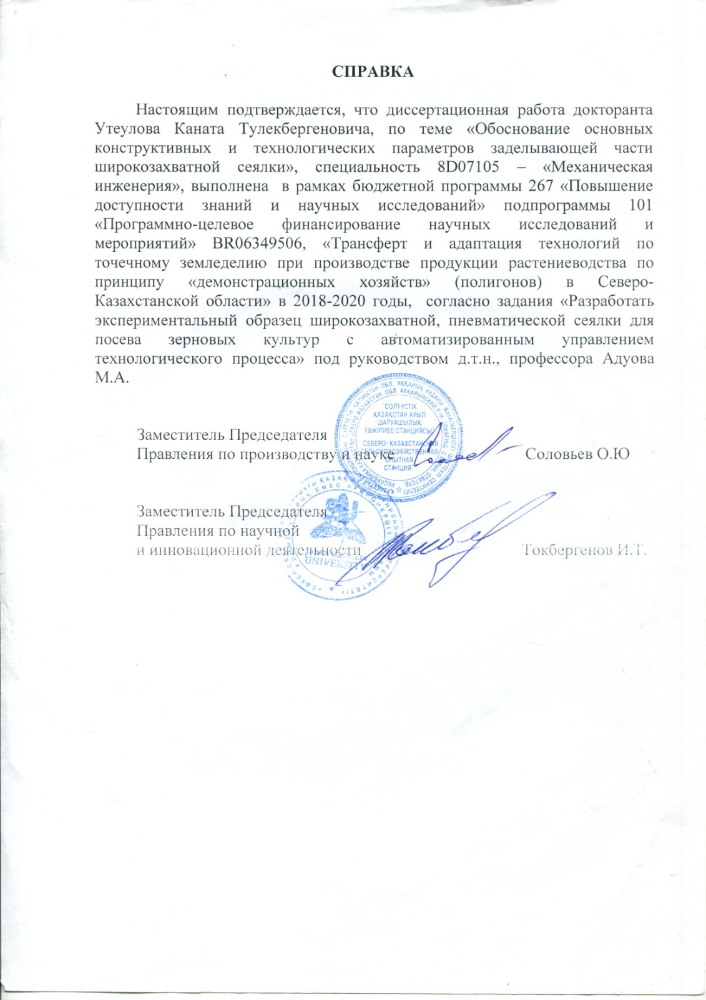 СПРАВКА
Настоящим подтверждается, что диссертационная работа докторанта
Утеулова Каната Тулекбергеновича, по теме «Обоснование основных
конструктивных и технологических параметров заделывающей части
широкозахватной сеялки», специальность 8D07105 – «Механическая
инженерия», выполнена в рамках бюджетной программы 267 «Повышение
доступности знаний и научных исследований» подпрограммы 101
«Программно-целевое финансирование научных исследований и
мероприятий» BR06349506, «Трансферт и адаптация технологий по
точечному земледелию при производстве продукции растениеводства по
принципу «демонстрационных хозяйств» (полигонов) в Северо-
Казахстанской области» в 2018-2020 годы, согласно задания «Разработать
экспериментальный образец широкозахватной, пневматической сеялки для
посева зерновых культур с автоматизированным управлением
технологического процесса» под руководством д.т.н., профессора Адуова
М.А.
"СОЛТҮСТІК
ҚАЗАҚСТАН АУЫЛ
ШАРУАШЫЛЫҚ
ТӘЖІРИБЕ СТАНЦИЯСЫ"
"СЕВЕРО-КАЗАХСТАНСКАЯ
СЕЛЬСКОХОЗЯЙСТВЕННАЯ
ОПЫТНАЯ
СТАНЦИЯ"
Заместитель Председателя
Правления по производству и науке Соловьев О.Ю
Заместитель Председателя
Правления по научной
и инновационной деятельности Токбергенов И.Т.
UNIVERSITY